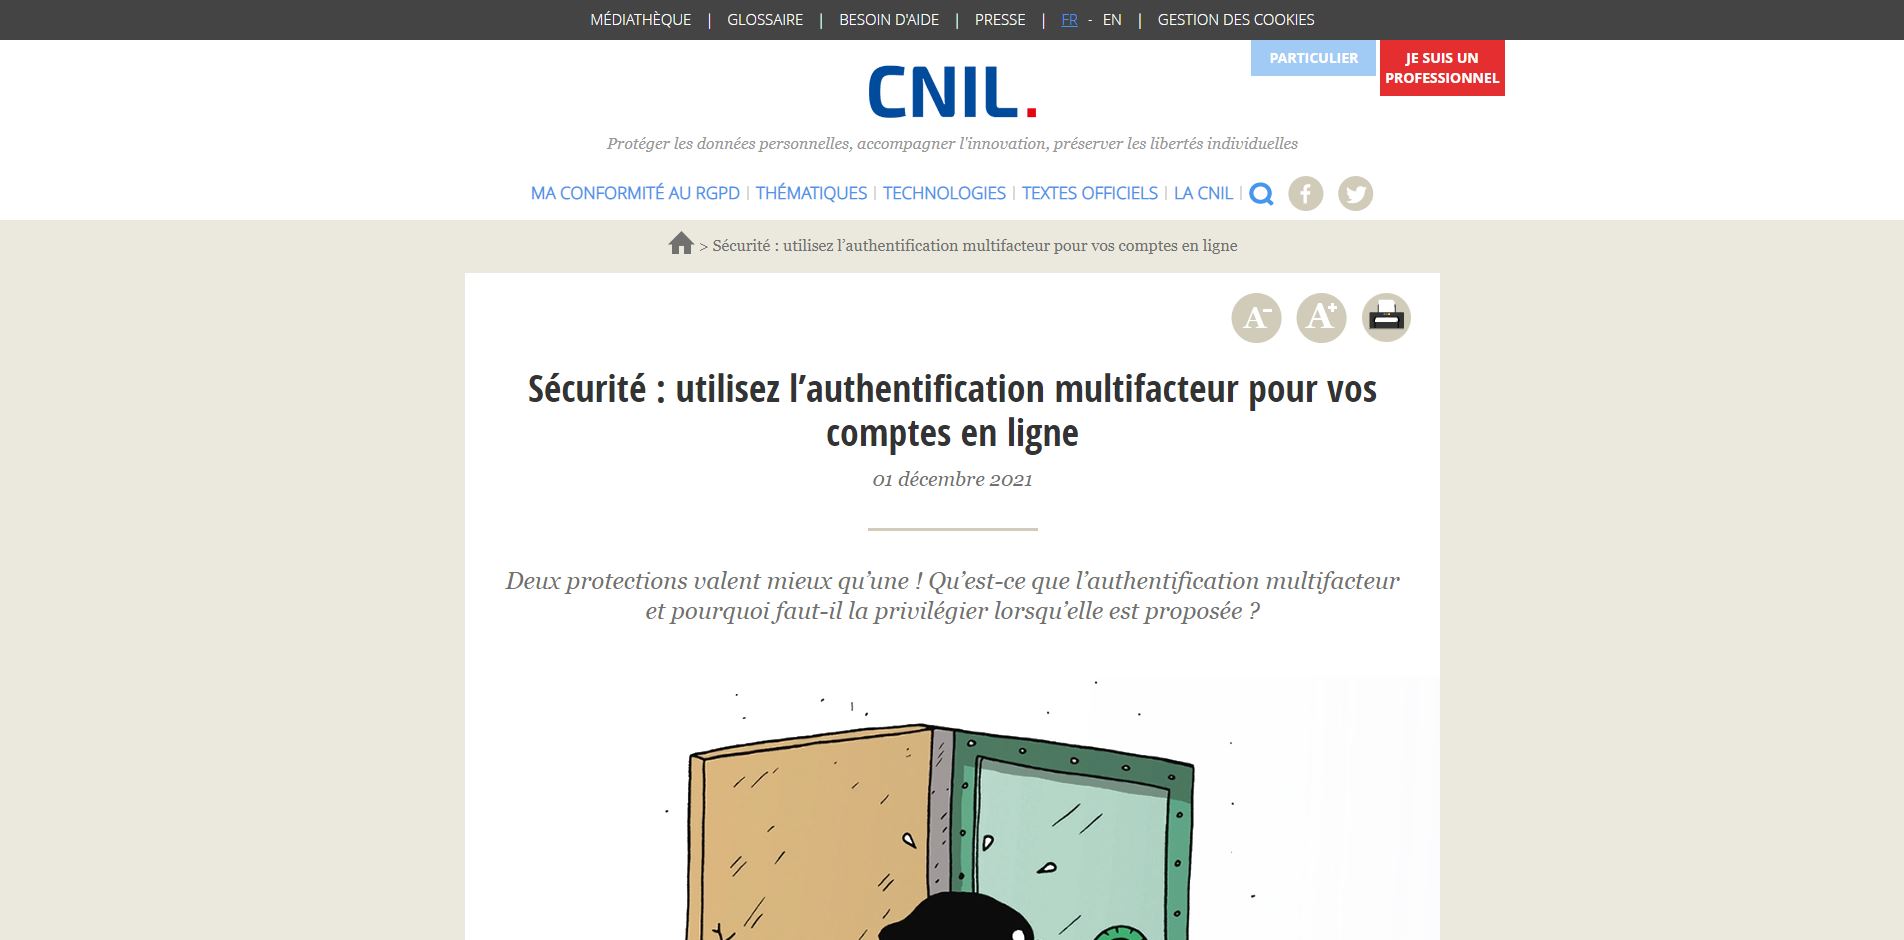 MÉDIATHÈQUE | GLOSSAIRE | BESOIN D'AIDE | PRESSE | FR - EN | GESTION DES COOKIES
PARTICULIER
JE SUIS UN
PROFESSIONNEL
CNIL.
Protéger les données personnelles, accompagner l'innovation, préserver les libertés individuelles
MA CONFORMITÉ AU RGPD | THÉMATIQUES | TECHNOLOGIES | TEXTES OFFICIELS | LA CNIL |
> Sécurité : utilisez l’authentification multifacteur pour vos comptes en ligne
A- A+
Sécurité : utilisez l’authentification multifacteur pour vos
comptes en ligne
01 décembre 2021
Deux protections valent mieux qu’une ! Qu’est-ce que l’authentification multifacteur
et pourquoi faut-il la privilégier lorsqu’elle est proposée ?